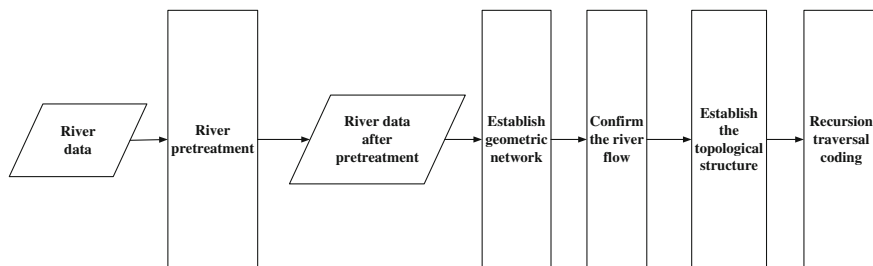 River
data
River
pretreatment
River data
after
pretreatment
Establish
geometric
network
Confirm
the river
flow
Establish
the
topological
structure
Recursion
traversal
coding